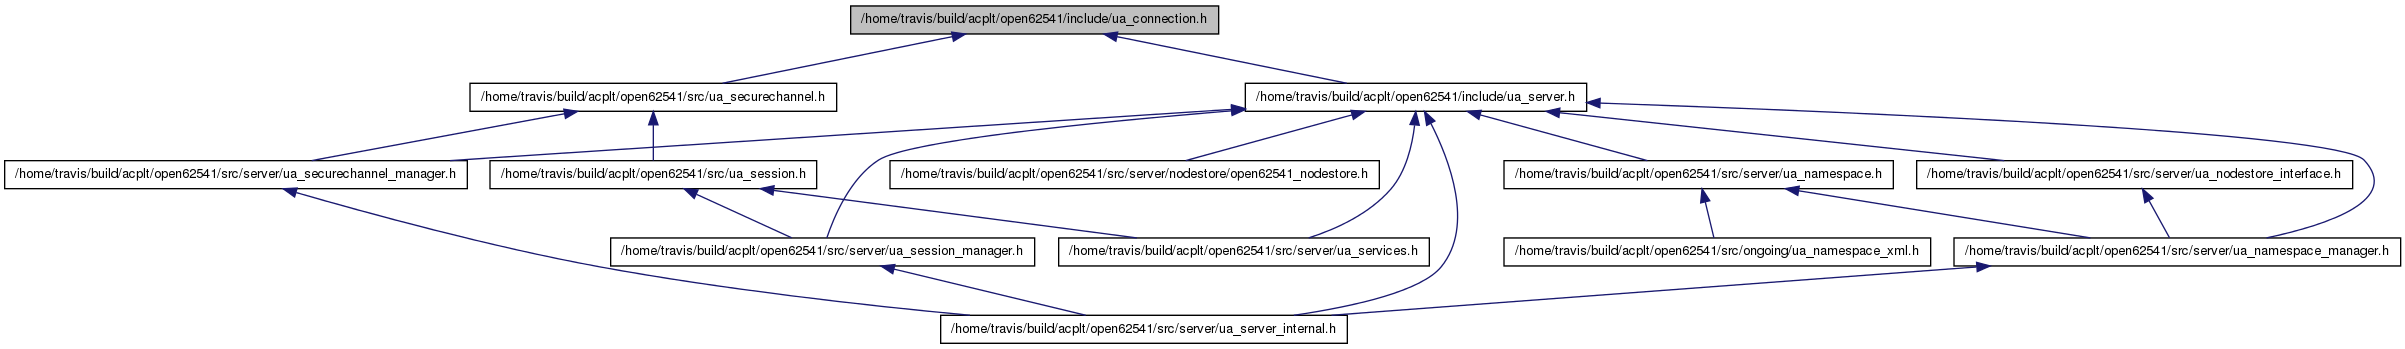 /home/travis/build/acplt/open62541/include/ua_connection.h
/home/travis/build/acplt/open62541/src/ua_securechannel.h
/home/travis/build/acplt/open62541/include/ua_server.h
/home/travis/build/acplt/open62541/src/server/ua_securechannel_manager.h
/home/travis/build/acplt/open62541/src/ua_session.h
/home/travis/build/acplt/open62541/src/server/nodestore/open62541_nodestore.h
/home/travis/build/acplt/open62541/src/server/ua_namespace.h
/home/travis/build/acplt/open62541/src/server/ua_nodestore_interface.h
/home/travis/build/acplt/open62541/src/server/ua_session_manager.h
/home/travis/build/acplt/open62541/src/server/ua_services.h
/home/travis/build/acplt/open62541/src/ongoing/ua_namespace_xml.h
/home/travis/build/acplt/open62541/src/server/ua_namespace_manager.h
/home/travis/build/acplt/open62541/src/server/ua_server_internal.h